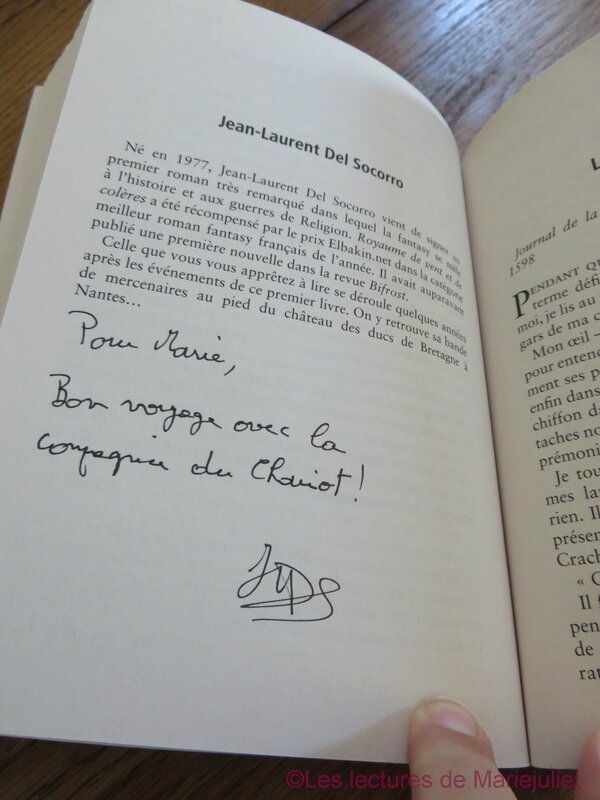 Jean-Laurent Del Socorro
Né en 1977, Jean-Laurent Del Socorro vient de signer un
premier roman très remarqué dans lequel la fantasy se mêle
à l'histoire et aux guerres de Religion. Royaume de vent et de
colères a été récompensé par le prix Elbakin.net dans la catégorie
meilleur roman fantasy français de l'année. Il avait auparavant
publié une première nouvelle dans la revue Bifrost.
Celle que vous vous apprêtez à lire se déroule quelques années
après les événements de ce premier livre. On y retrouve sa bande
de mercenaires au pied du château des ducs de Bretagne à
Nantes...
Pour Marie,
Bon voyage avec la
compagnie du Chariot !
L
Journal de la
1598
PENDANT QU
terme défi
moi, je lis au
gars de ma c
Mon œil –
pour entend
ment ses p
enfin dans
chiffon da
taches no
prémoni
Je tou
mes lar
rien. Il
présen
Crach
« C
Il f
pen
de
rat
©Les lectures de Mariejuliet